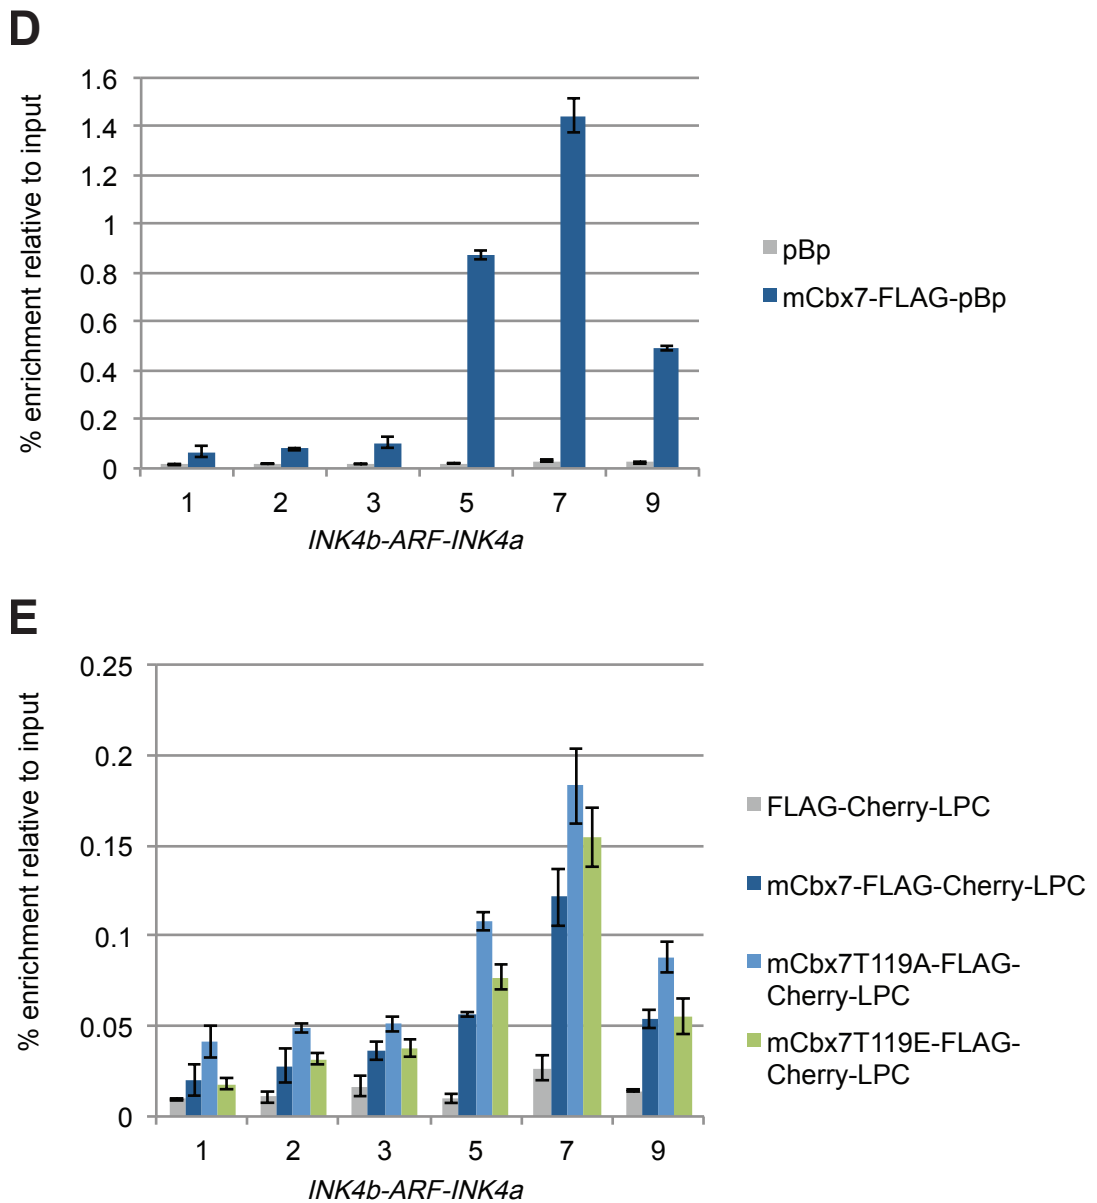 D
% enrichment relative to input
1.6
1.4
1.2
1
0.8
0.6
0.4
0.2
0
1 2 3 5 7 9
INK4b-ARF-INK4a
pBp
mCbx7-FLAG-pBp
E
% enrichment relative to input
0.25
0.2
0.15
0.1
0.05
0
1 2 3 5 7 9
INK4b-ARF-INK4a
FLAG-Cherry-LPC
mCbx7-FLAG-Cherry-LPC
mCbx7T119A-FLAG-
Cherry-LPC
mCbx7T119E-FLAG-
Cherry-LPC